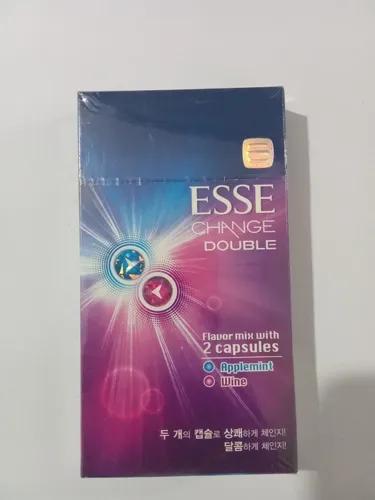 ESSE
CHANGE
DOUBLE
Flavor mix with
2 capsules
Applemint
Wine
두 개의 캡슐로 상쾌하게 체인지!
달콤하게 체인지!